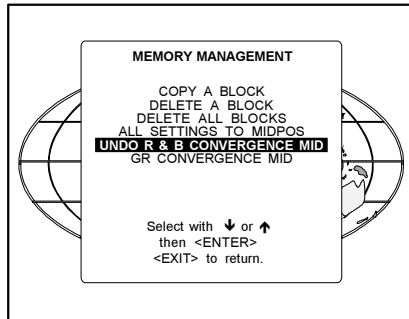 MEMORY MANAGEMENT
COPY A BLOCK
DELETE A BLOCK
DELETE ALL BLOCKS
ALL SETTINGS TO MIDPOS
UNDO R & B CONVERGENCE MID
GR CONVERGENCE MID
Select with ↓ or ↑
then <ENTER>
<EXIT> to return.